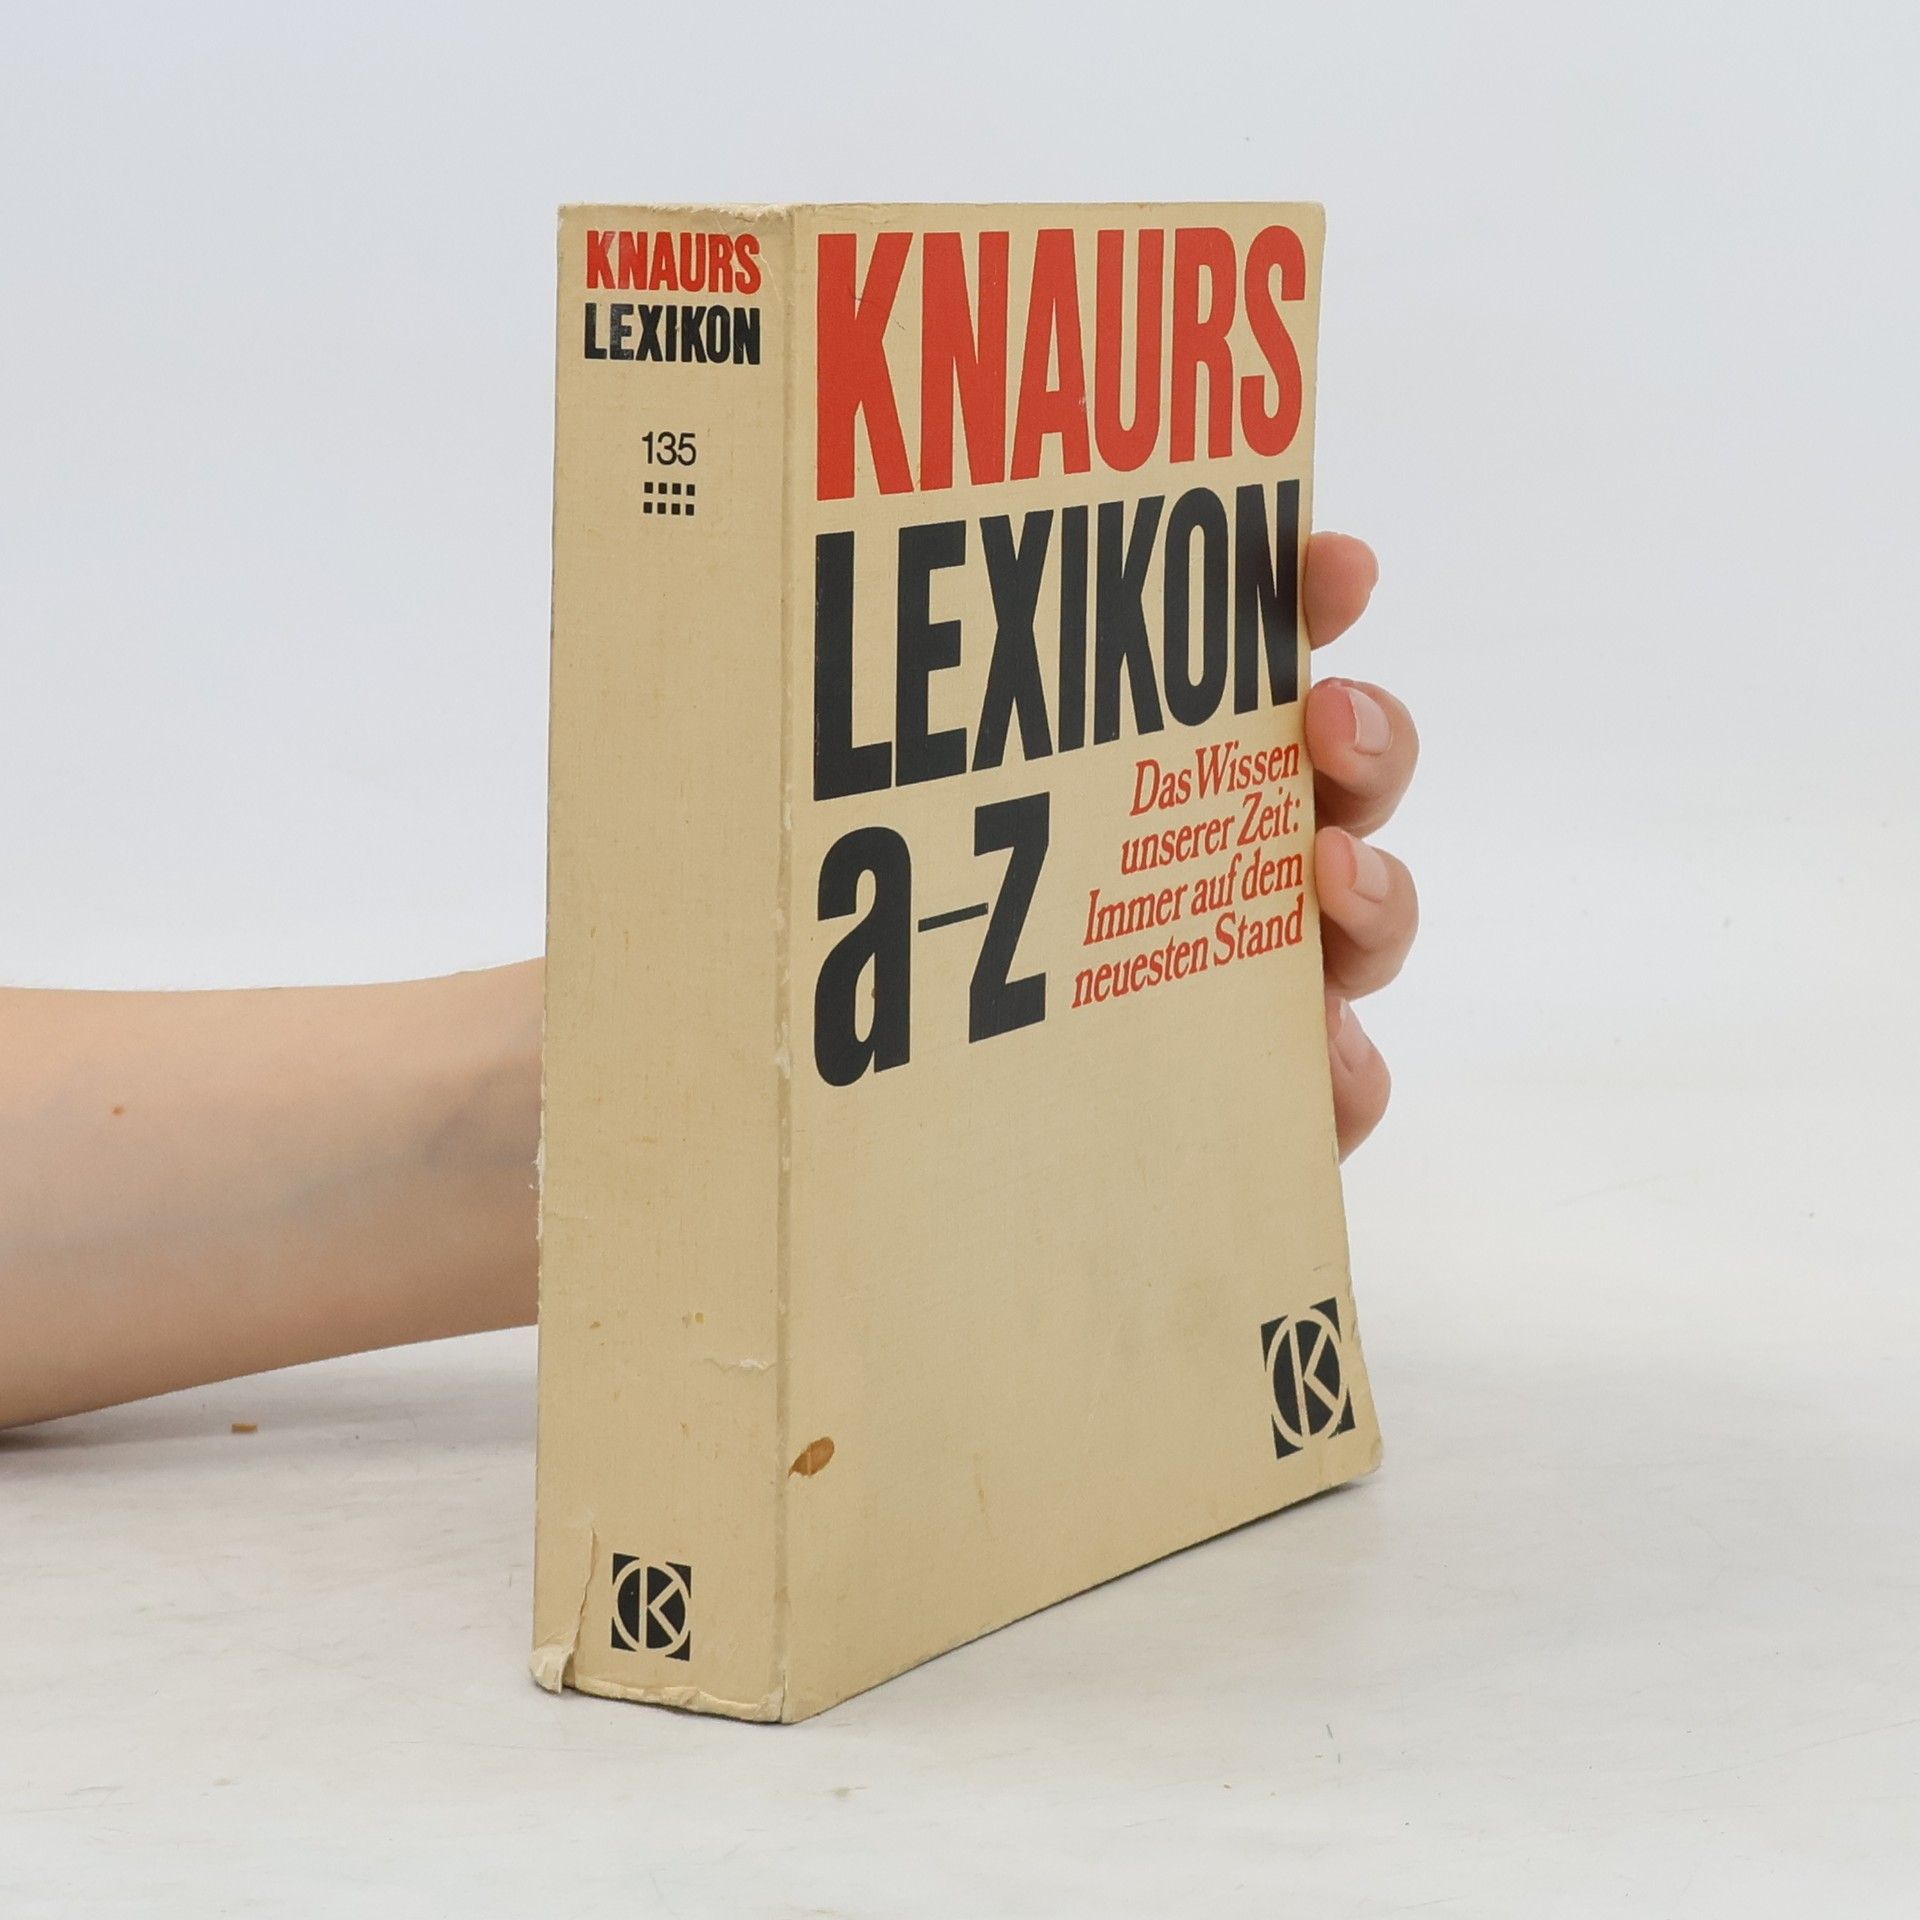 KNAURS
LEXIKON
135
K
KNAURS
LEXIKON
a–z
Das Wissen
unserer Zeit:
Immer auf dem
neuesten Stand
K